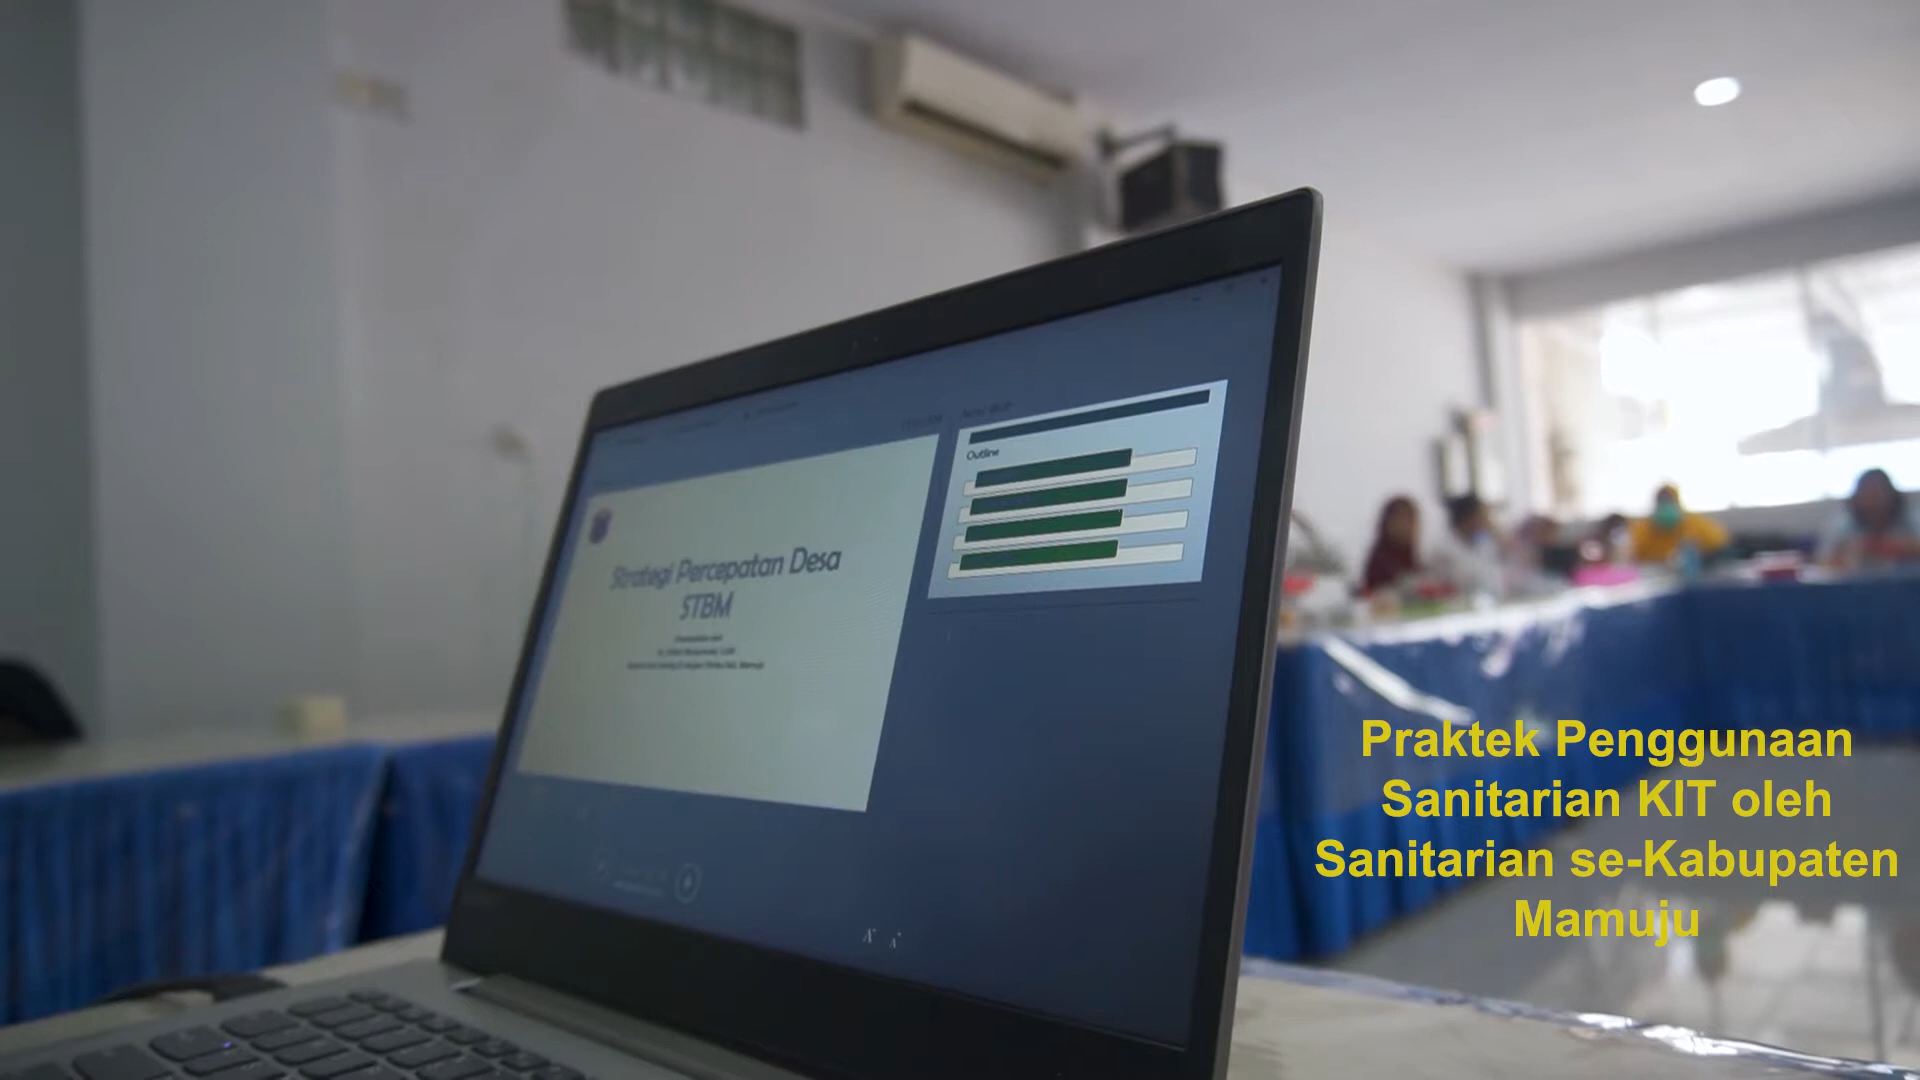 Outline
Strategi Percepatan Desa
STBM
Praktek Penggunaan
Sanitarian KIT oleh
Sanitarian se-Kabupaten
Mamuju